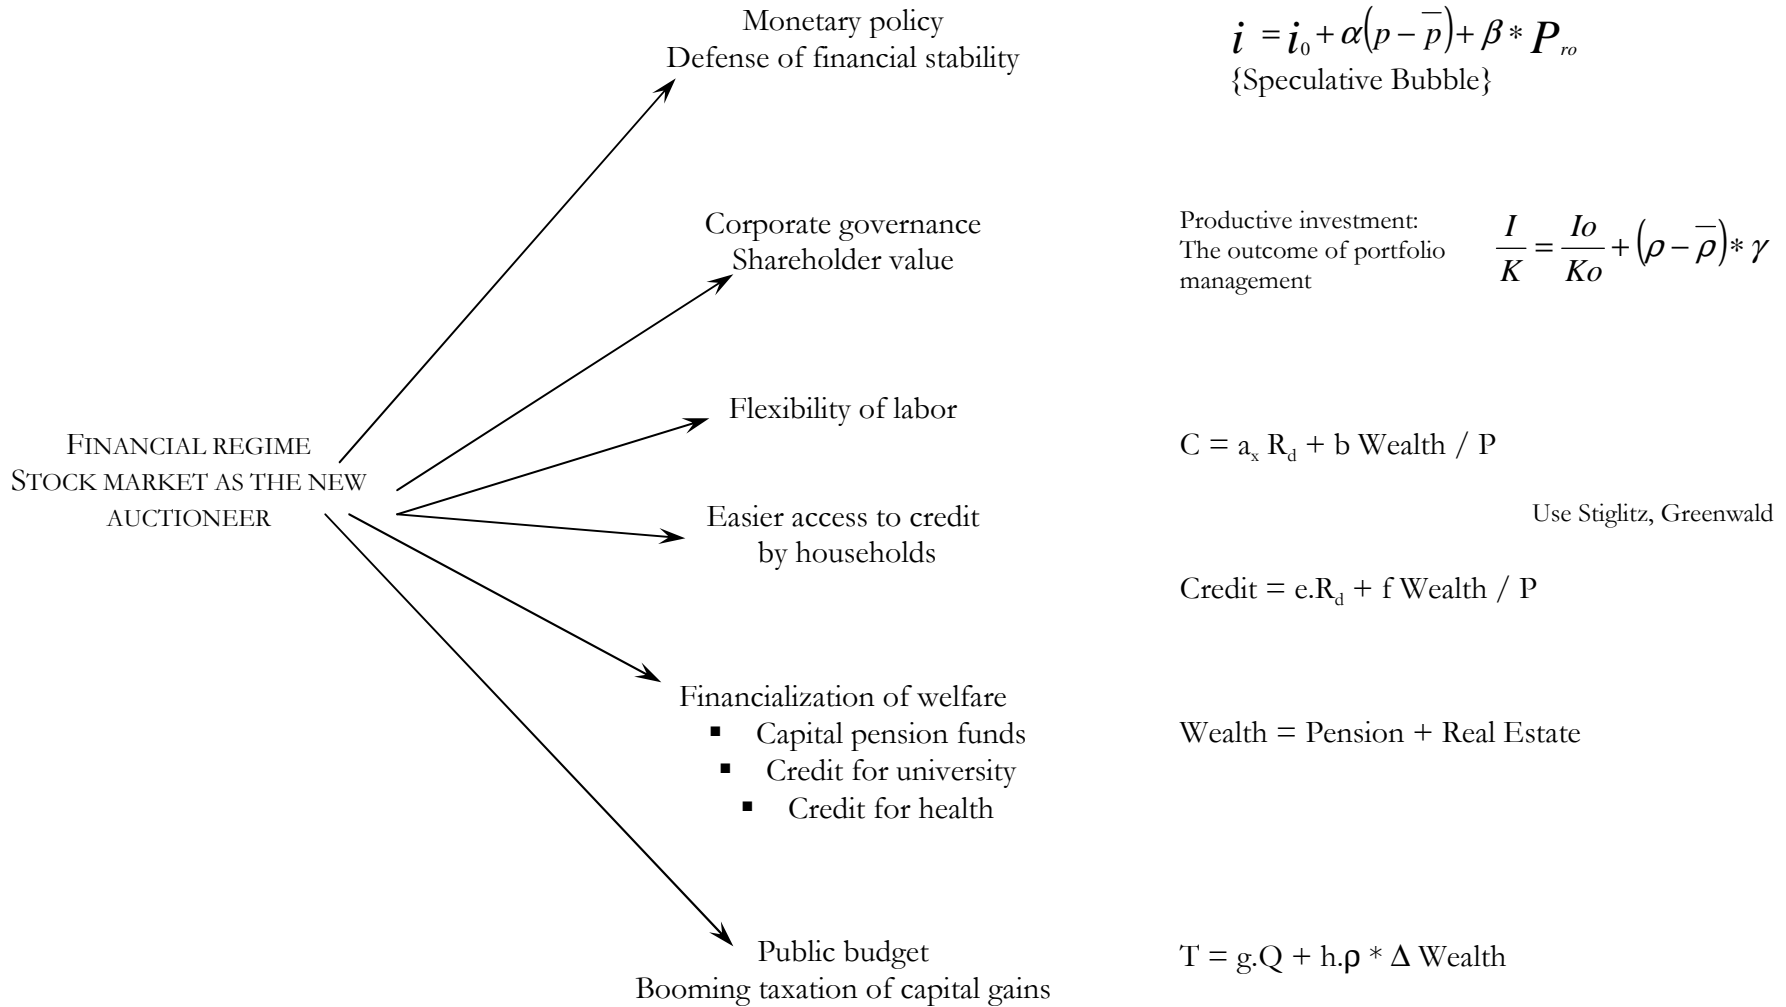 Monetary policy
Defense of financial stability
i = i₀ + α(p − p̅) + β * P_ro
{Speculative Bubble}
Corporate governance
Shareholder value
Productive investment:
The outcome of portfolio
management
I/K = Io/Ko + (ρ − ρ̅) * γ
Flexibility of labor
FINANCIAL REGIME
STOCK MARKET AS THE NEW
AUCTIONEER
C = aₓ R_d + b Wealth / P
Easier access to credit
by households
Use Stiglitz, Greenwald
Credit = e.R_d + f Wealth / P
Financialization of welfare
▪ Capital pension funds
▪ Credit for university
▪ Credit for health
Wealth = Pension + Real Estate
Public budget
Booming taxation of capital gains
T = g.Q + h.ρ * Δ Wealth